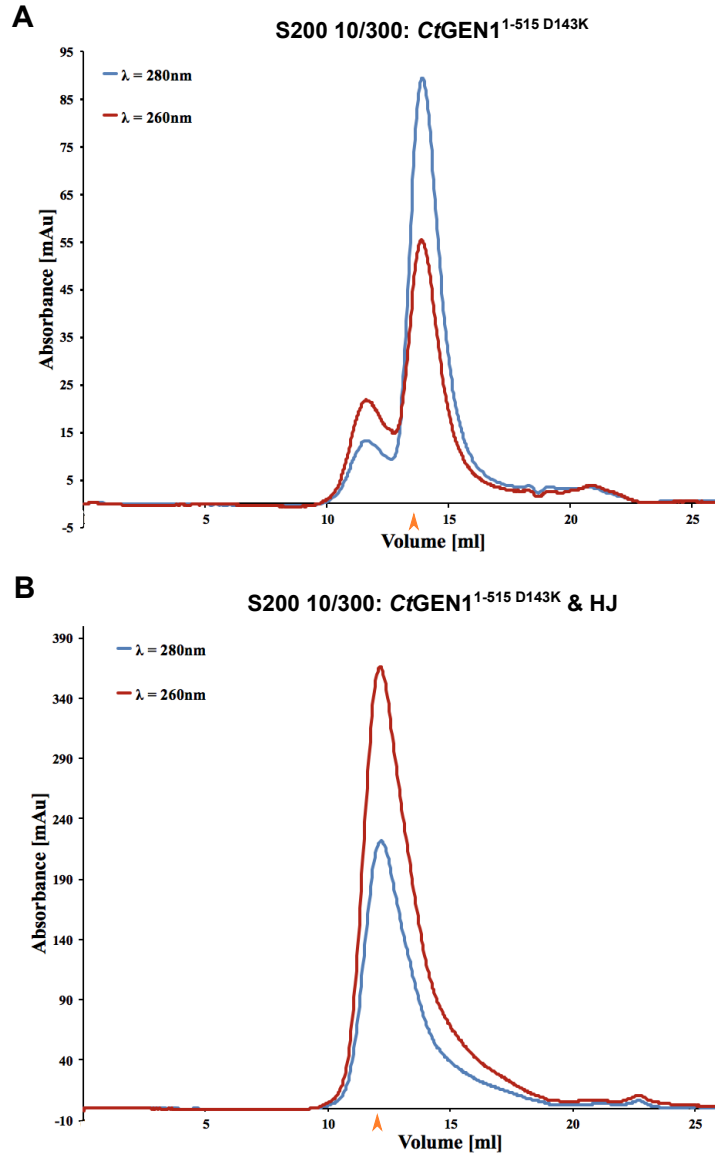 A
S200 10/300: CtGEN1^1-515 D143K
95
85
75
65
55
45
35
25
15
5
-5
λ = 280nm
λ = 260nm
Absorbance [mAu]
5
10
15
20
25
Volume [ml]
B
S200 10/300: CtGEN1^1-515 D143K & HJ
390
340
290
240
190
140
90
40
-10
λ = 280nm
λ = 260nm
Absorbance [mAu]
5
10
15
20
25
Volume [ml]